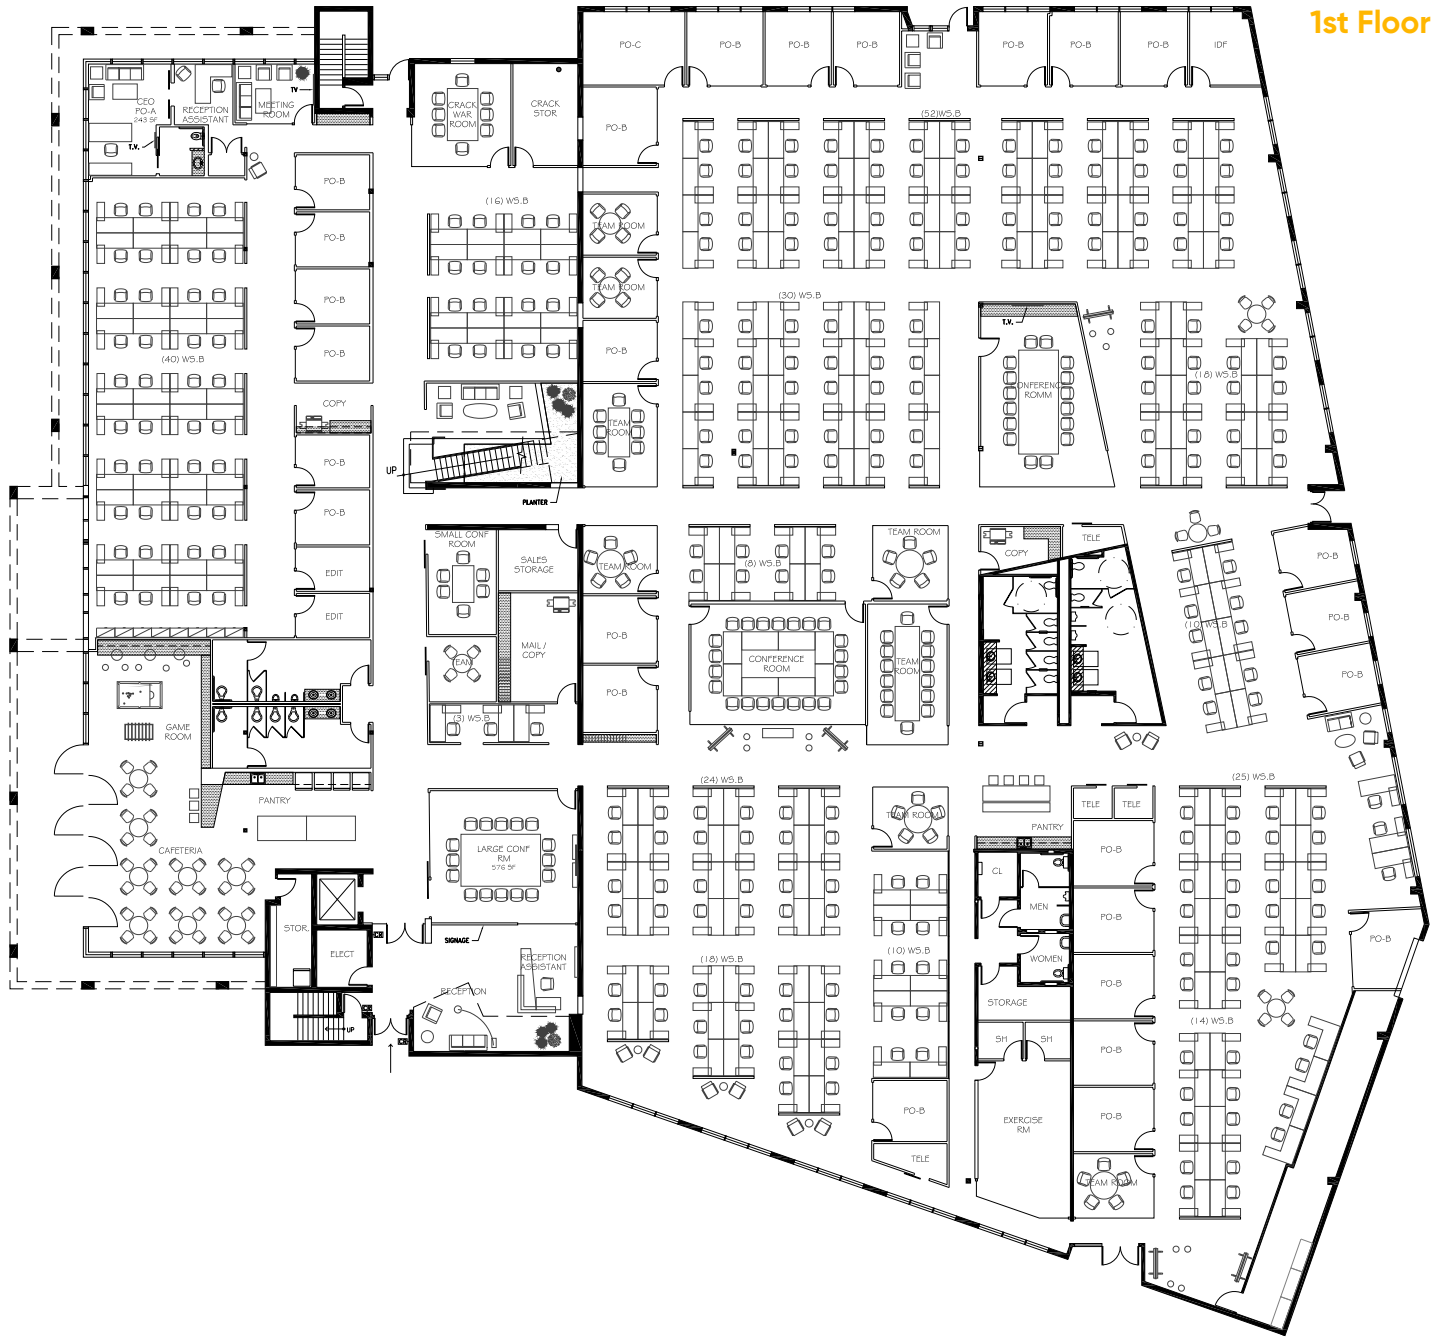 1st Floor
PO-C
PO-B
PO-B
PO-B
PO-B
PO-B
PO-B
IDF
CEO
PO-A
243 SF
RECEPTION
ASSISTANT
MEETING
ROOM
TV
T.V.
CRACK
WAR
ROOM
CRACK
STOR
PO-B
(52)WS.B
PO-B
(16) WS.B
TEAM ROOM
PO-B
TEAM ROOM
PO-B
(30) WS.B
T.V.
(40) WS.B
PO-B
PO-B
(18) WS.B
CONFERENCE
ROMM
COPY
TEAM
ROOM
PO-B
UP
PLANTER
PO-B
SMALL CONF
ROOM
SALES
STORAGE
TEAM ROOM
(8) WS.B
TEAM ROOM
COPY
TELE
PO-B
EDIT
EDIT
MAIL /
COPY
PO-B
(10) WS.B
PO-B
TEAM
CONFERENCE
ROOM
TEAM
ROOM
PO-B
PO-B
(3) WS.B
GAME
ROOM
PANTRY
(24) WS.B
(25) WS.B
TEAM ROOM
PANTRY
TELE
TELE
CAFETERIA
LARGE CONF
RM
576 SF
PO-B
CL
MEN
PO-B
STOR.
ELECT
SIGNAGE
RECEPTION
ASSISTANT
RECEPTION
(18) WS.B
(10) WS.B
WOMEN
PO-B
PO-B
STORAGE
UP
SH
SH
(14) WS.B
PO-B
PO-B
EXERCISE
RM
PO-B
TELE
TEAM ROOM